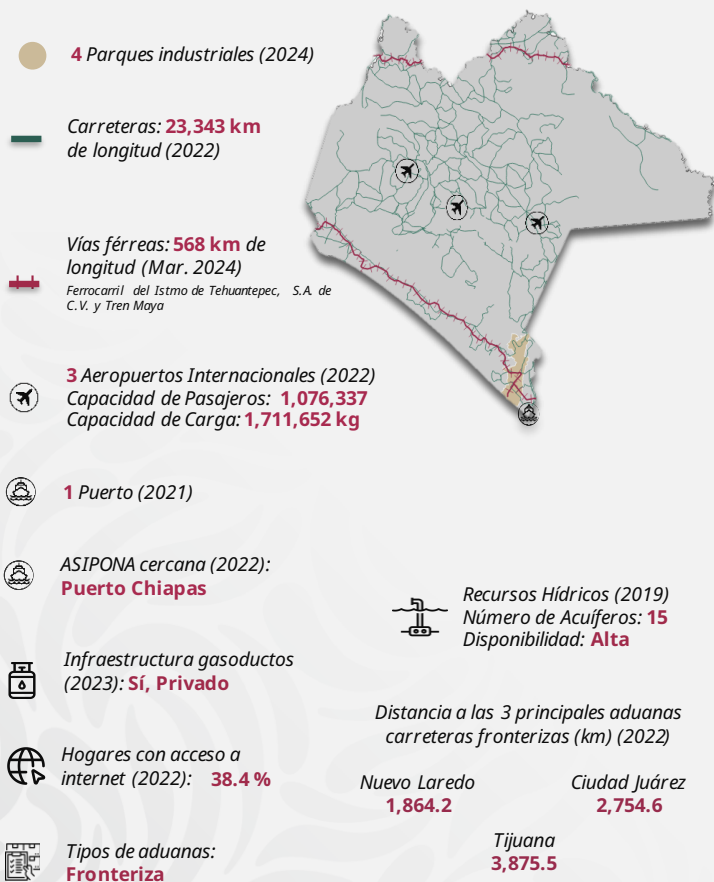 4 Parques industriales (2024)
Carreteras: 23,343 km
de longitud (2022)
Vías férreas: 568 km de
longitud (Mar. 2024)
Ferrocarril del Istmo de Tehuantepec, S.A. de
C.V. y Tren Maya
3 Aeropuertos Internacionales (2022)
Capacidad de Pasajeros: 1,076,337
Capacidad de Carga: 1,711,652 kg
1 Puerto (2021)
ASIPONA cercana (2022):
Puerto Chiapas
Infraestructura gasoductos
(2023): Sí, Privado
Hogares con acceso a
internet (2022): 38.4 %
Tipos de aduanas:
Fronteriza
Recursos Hídricos (2019)
Número de Acuíferos: 15
Disponibilidad: Alta
Distancia a las 3 principales aduanas
carreteras fronterizas (km) (2022)
Nuevo Laredo
1,864.2
Ciudad Juárez
2,754.6
Tijuana
3,875.5